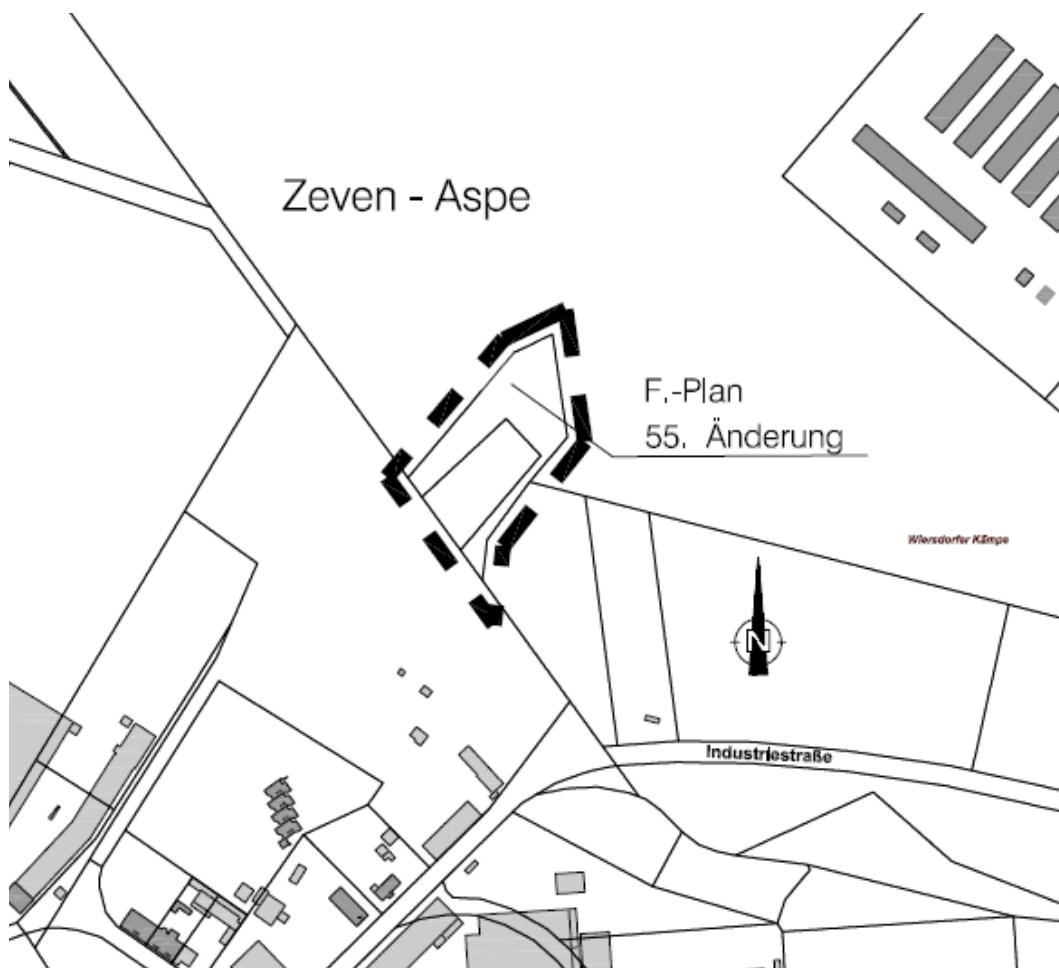 Zeven - Aspe
F.-Plan
55. Änderung
Wiersdorfer Kämpe
N
Industriestraße